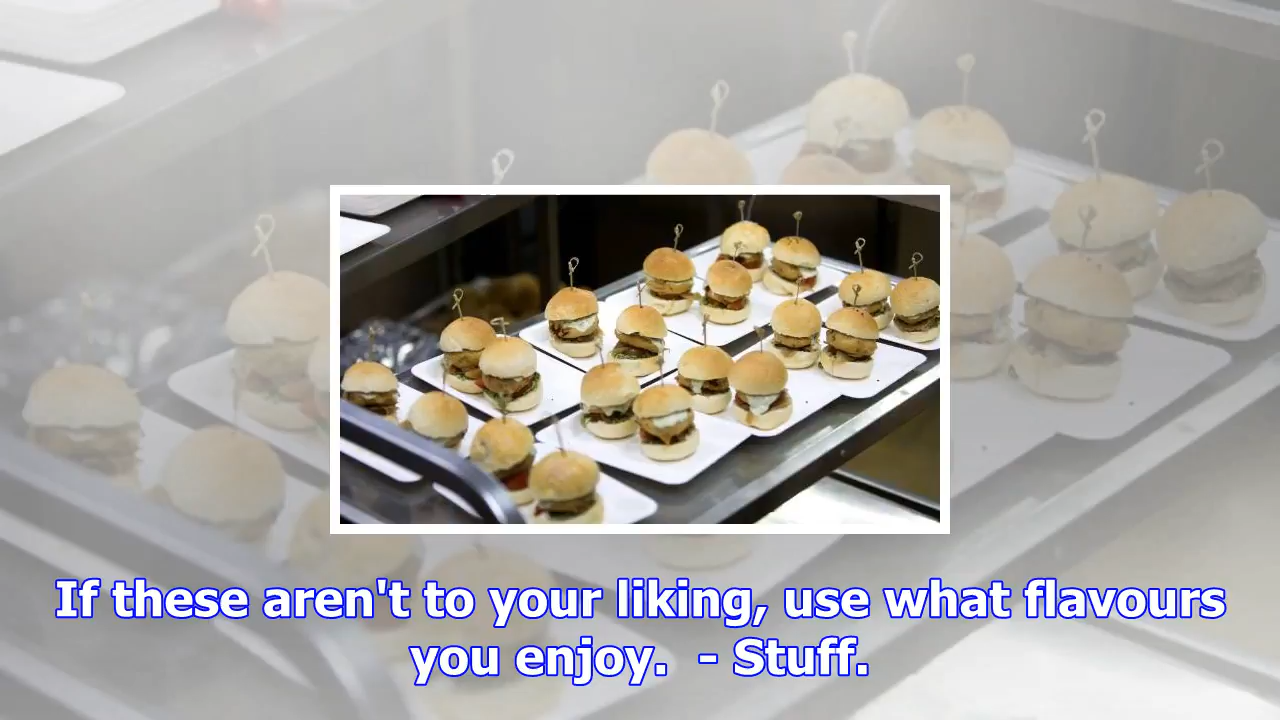 If these aren't to your liking, use what flavours
you enjoy.  - Stuff.